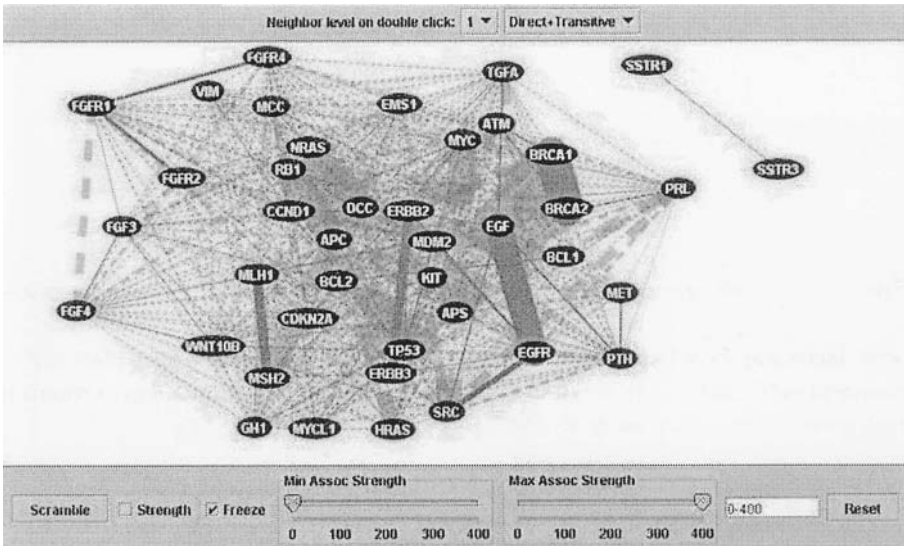 Neighbor level on double click: 1 Direct+Transitive
FGFR4
SSTR1
TGFA
VIM
FGFR1
MCC
EMS1
ATM
MYC
NRAS
BRCA1
RB1
SSTR3
FGFR2
PRL
CCND1
DCC
ERBB2
BRCA2
FGF3
EGF
APC
MDM2
BCL1
MLH1
BCL2
KIT
MET
FGF4
CDKN2A
APS
WNT10B
TP53
EGFR
PTH
MSH2
ERBB3
SRC
GH1
MYCL1
HRAS
Min Assoc Strength
Max Assoc Strength
Scramble Strength Freeze 0-400 Reset
0 100 200 300 400
0 100 200 300 400